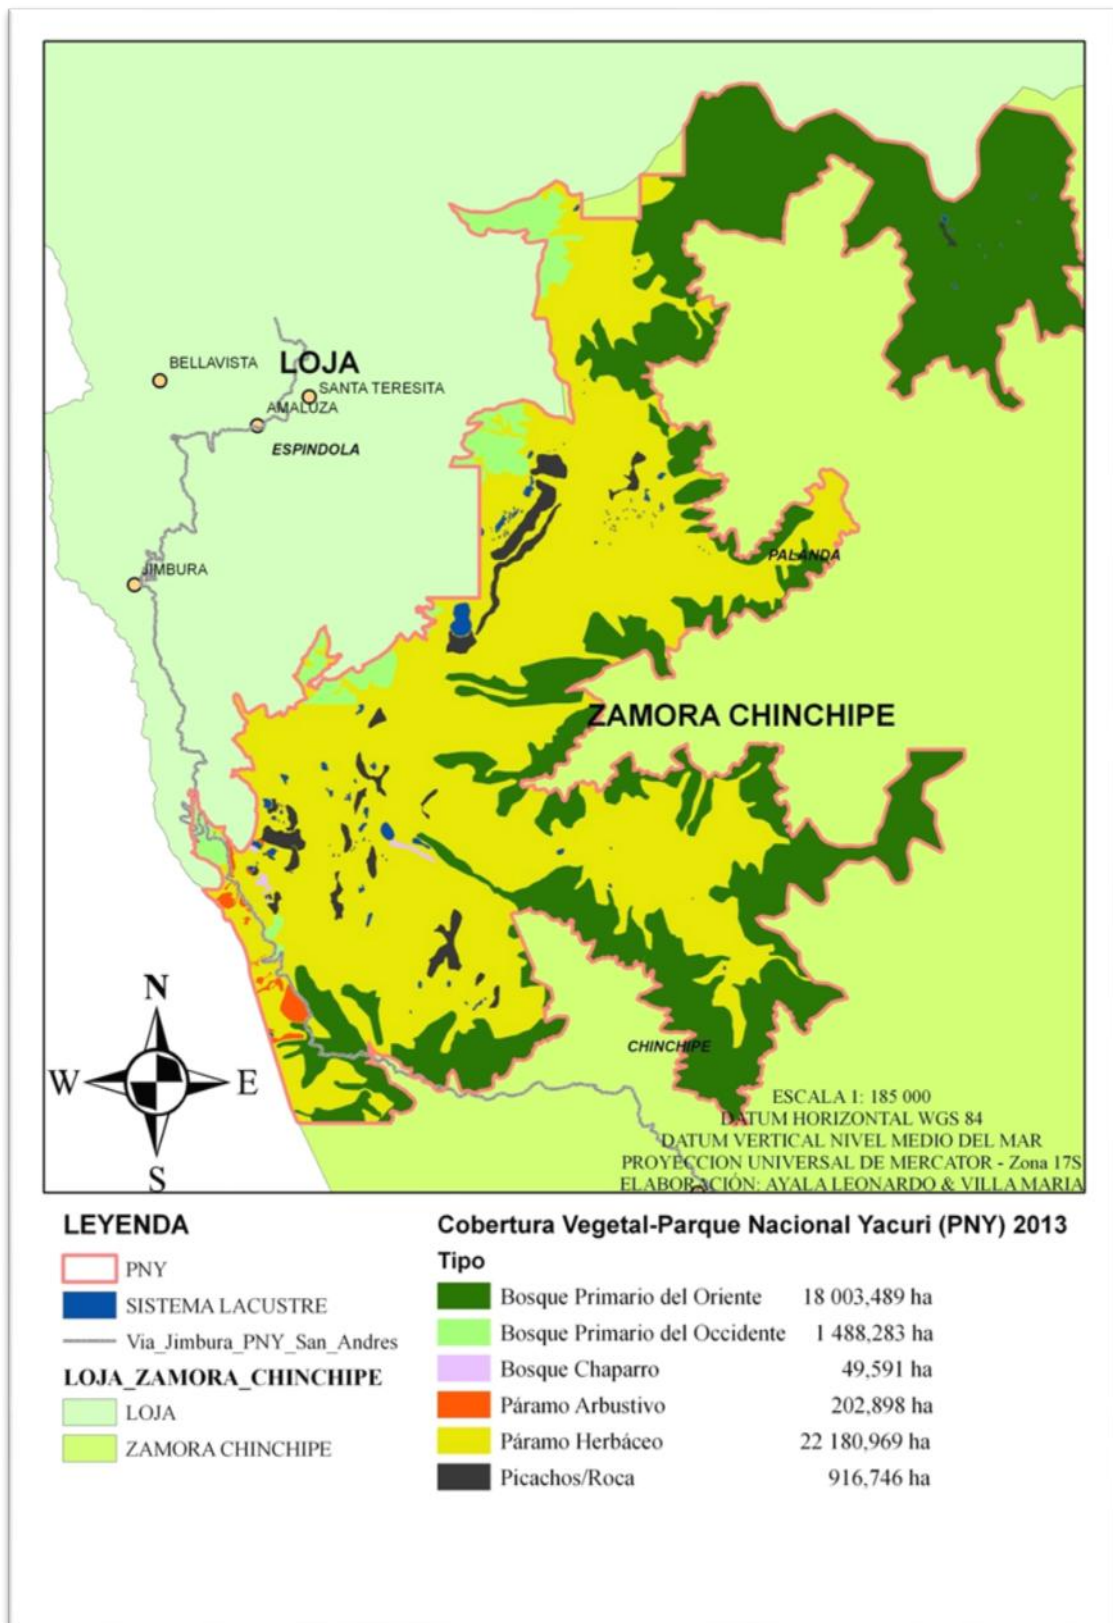 BELLAVISTA
LOJA
SANTA TERESITA
AMALUZA
ESPINDOLA
JIMBURA
PALANDA
ZAMORA CHINCHIPE
CHINCHIPE
N
W
E
S
ESCALA 1: 185 000
DATUM HORIZONTAL WGS 84
DATUM VERTICAL NIVEL MEDIO DEL MAR
PROYECCION UNIVERSAL DE MERCATOR - Zona 17S
ELABORACIÓN: AYALA LEONARDO & VILLA MARIA
LEYENDA
PNY
SISTEMA LACUSTRE
Via_Jimbura_PNY_San_Andres
LOJA_ZAMORA_CHINCHIPE
LOJA
ZAMORA CHINCHIPE
Cobertura Vegetal-Parque Nacional Yacuri (PNY) 2013
Tipo
Bosque Primario del Oriente 18 003,489 ha
Bosque Primario del Occidente 1 488,283 ha
Bosque Chaparro 49,591 ha
Páramo Arbustivo 202,898 ha
Páramo Herbáceo 22 180,969 ha
Picachos/Roca 916,746 ha